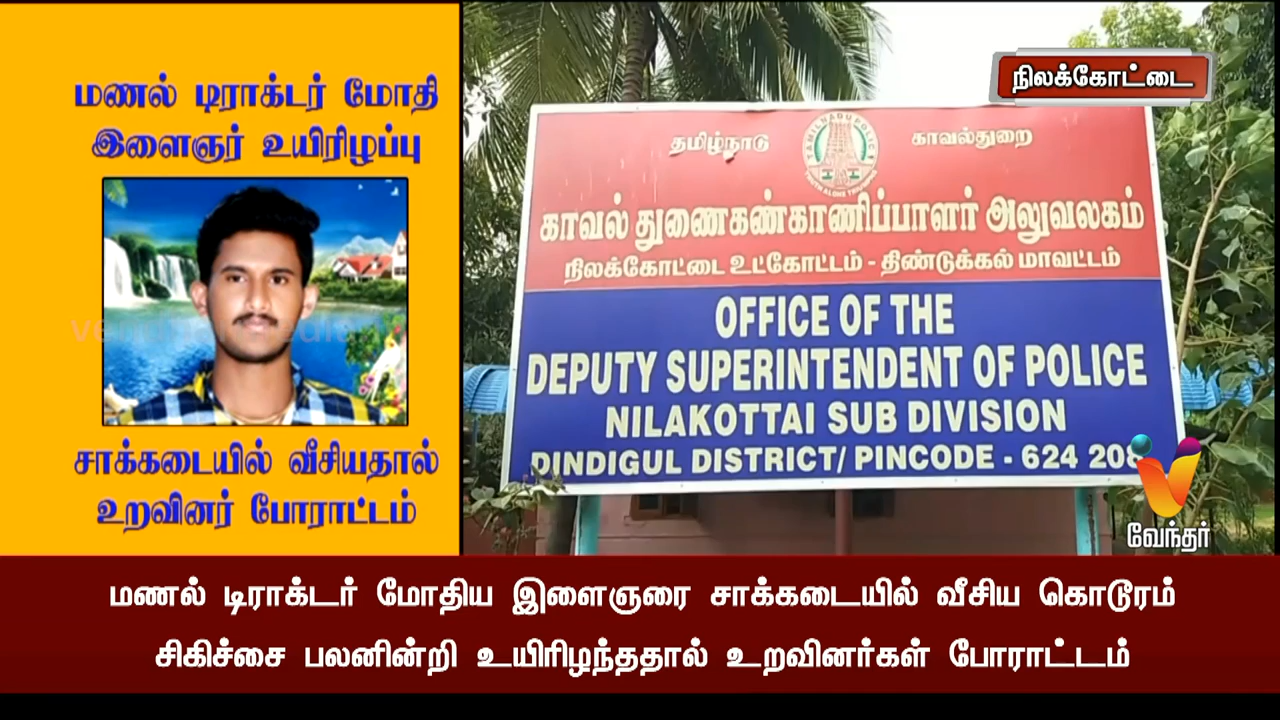 மணல் டிராக்டர் மோதி
இளைஞர் உயிரிழப்பு
சாக்கடையில் வீசியதால்
உறவினர் போராட்டம்
நிலக்கோட்டை
தமிழ்நாடு காவல்துறை
காவல் துணைகண்காணிப்பாளர் அலுவலகம்
நிலக்கோட்டை உட்கோட்டம் - திண்டுக்கல் மாவட்டம்
OFFICE OF THE
DEPUTY SUPERINTENDENT OF POLICE
NILAKOTTAI SUB DIVISION
DINDIGUL DISTRICT/ PINCODE - 624 208
வேந்தர்
மணல் டிராக்டர் மோதிய இளைஞரை சாக்கடையில் வீசிய கொடூரம்
சிகிச்சை பலனின்றி உயிரிழந்ததால் உறவினர்கள் போராட்டம்